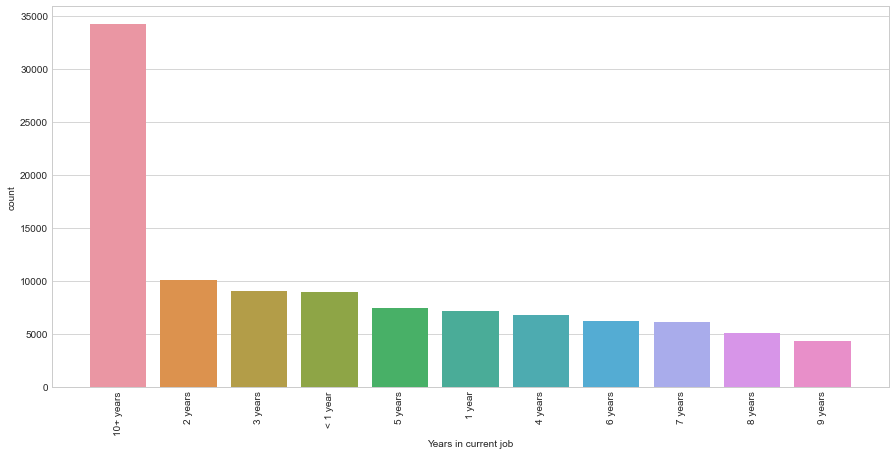 35000
30000
25000
20000
15000
10000
5000
0
count
10+ years
2 years
3 years
< 1 year
5 years
1 year
4 years
6 years
7 years
8 years
9 years
Years in current job